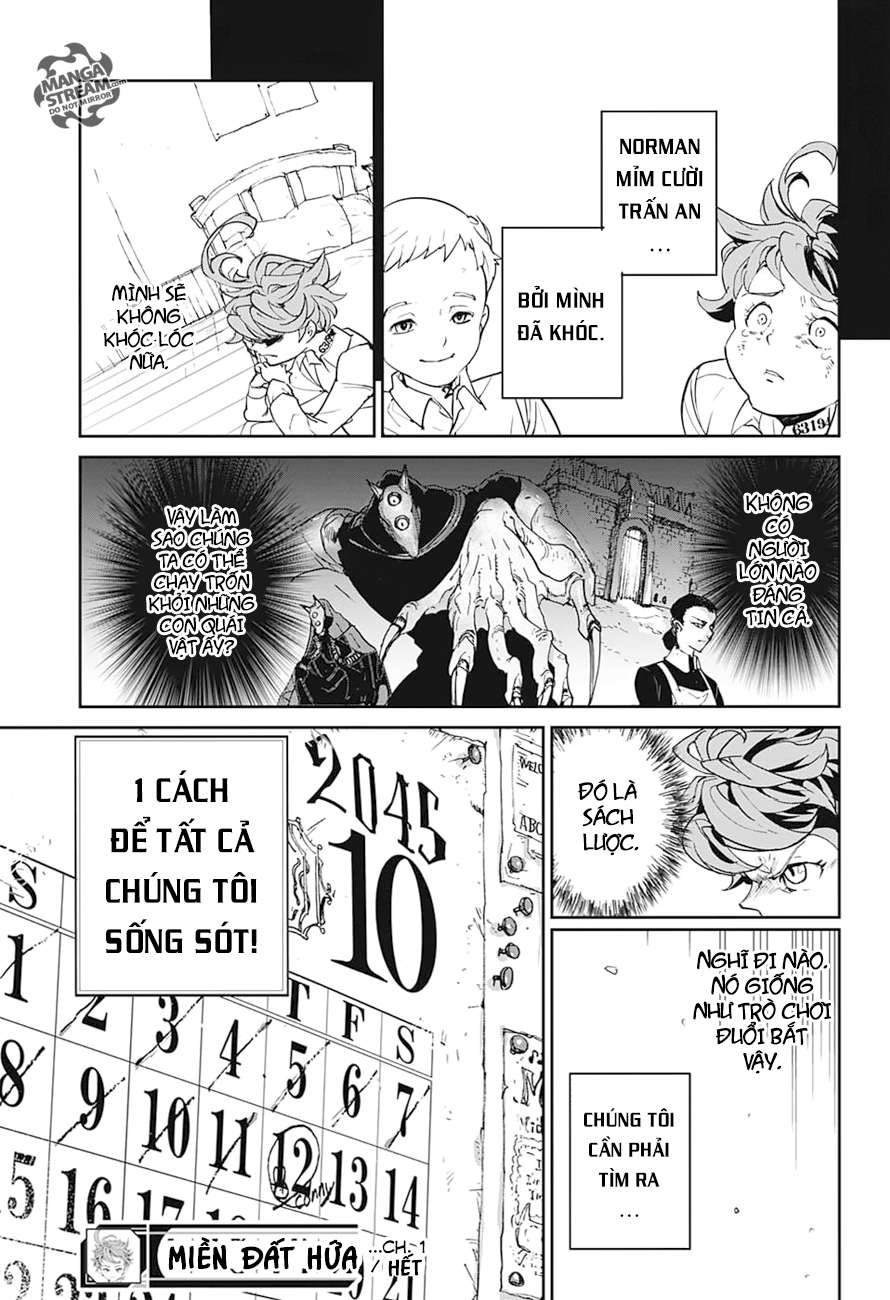 MANGA
STREAM.com
DO NOT MIRROR
NORMAN
MỈM CƯỜI
TRẤN AN
...
63194
BỞI MÌNH
ĐÃ KHÓC.
MÌNH SẼ
KHÔNG
KHÓC LÓC
NỮA.
KHÔNG
CÓ
NGƯỜI
LỚN NÀO
ĐÁNG
TIN CẢ.
VẬY LÀM
SAO CHÚNG
TA CÓ THỂ
CHẠY TRỐN
KHỎI NHỮNG
CON QUÁI
VẬT ẤY?
ĐÓ LÀ
SÁCH
LƯỢC.
NGHĨ ĐI NÀO.
NÓ GIỐNG
NHƯ TRÒ CHƠI
ĐUỔI BẮT
VẬY.
CHÚNG TÔI
CẦN PHẢI
TÌM RA
...
1 CÁCH
ĐỂ TẤT CẢ
CHÚNG TÔI
SỐNG SÓT!
2045
10
S T F S
1 2 3 4 5 6 7
8 9 10 11 12 13 14
CONNY
15 16 17 18 19 20 21
MIỀN ĐẤT HỨA
...CH. 1
/ HẾT